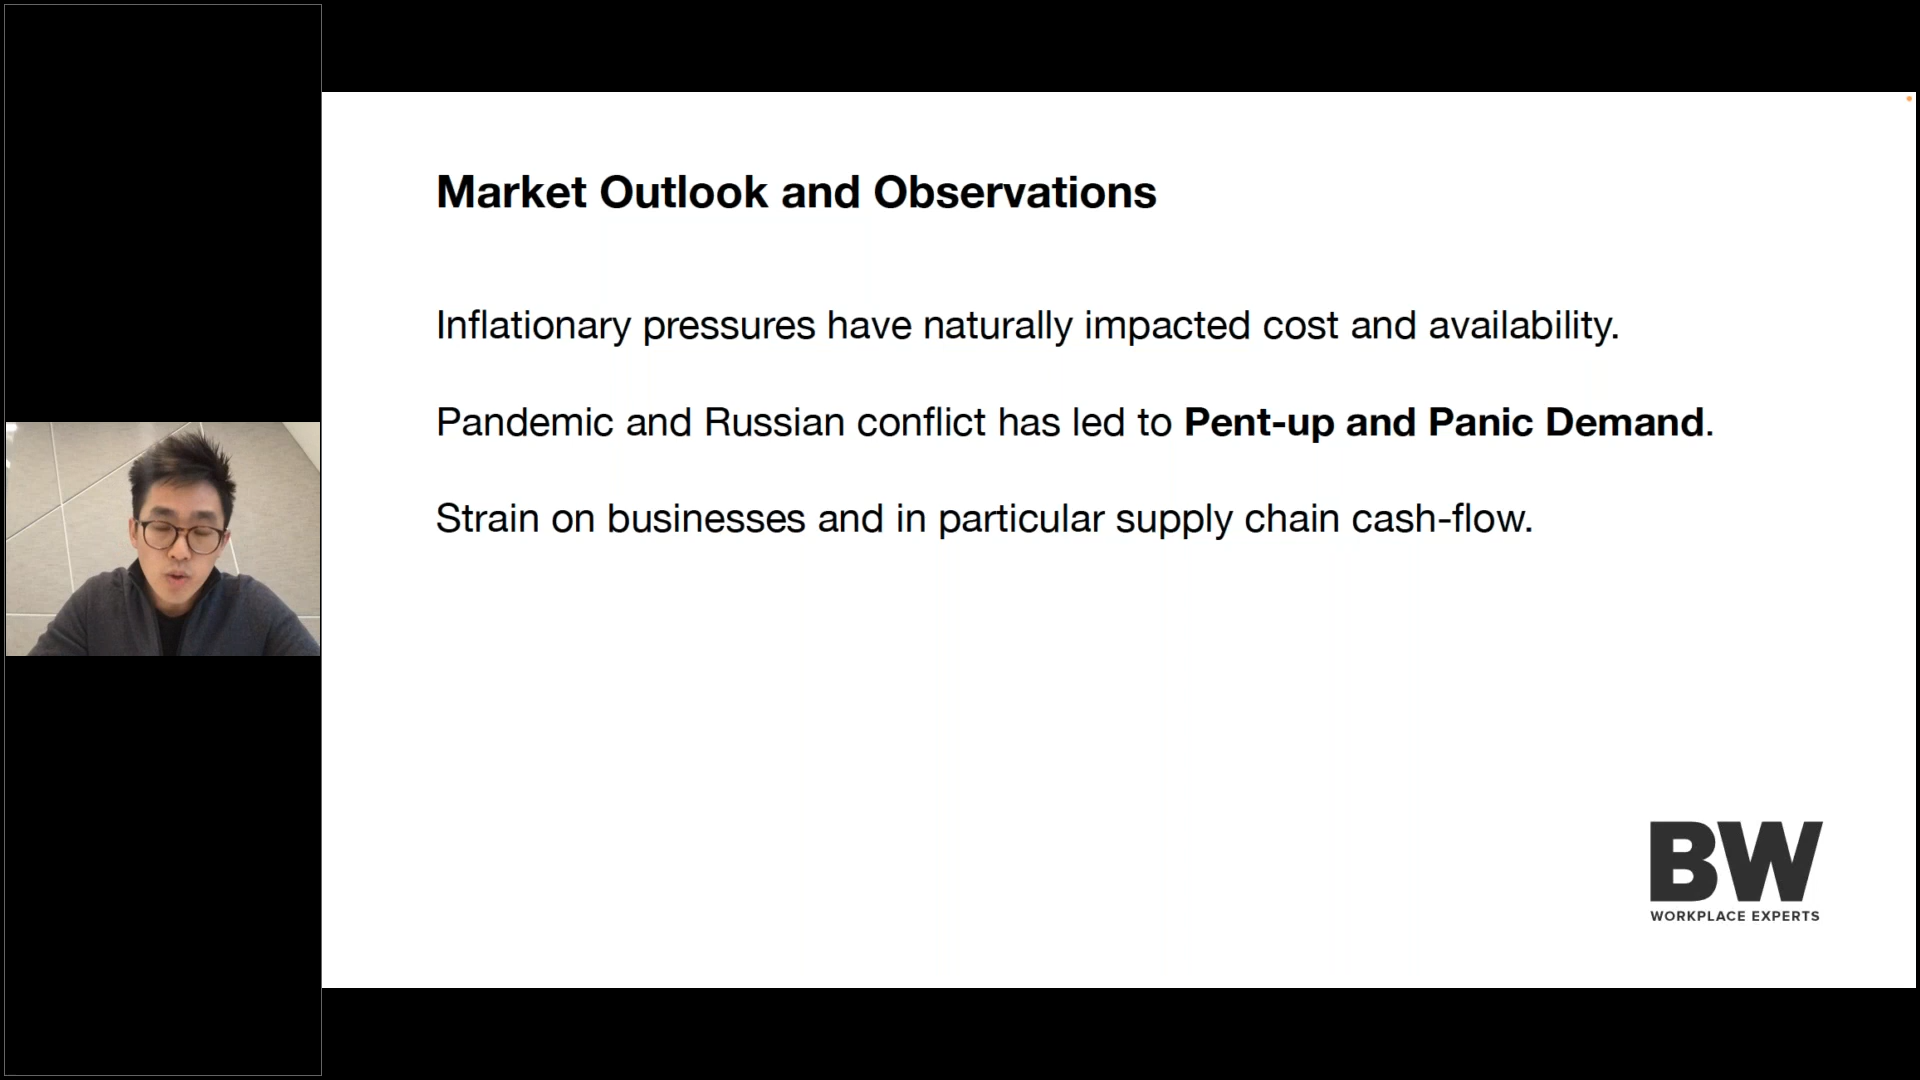 Market Outlook and Observations
Inflationary pressures have naturally impacted cost and availability.
Pandemic and Russian conflict has led to Pent-up and Panic Demand.
Strain on businesses and in particular supply chain cash-flow.
BW
WORKPLACE EXPERTS